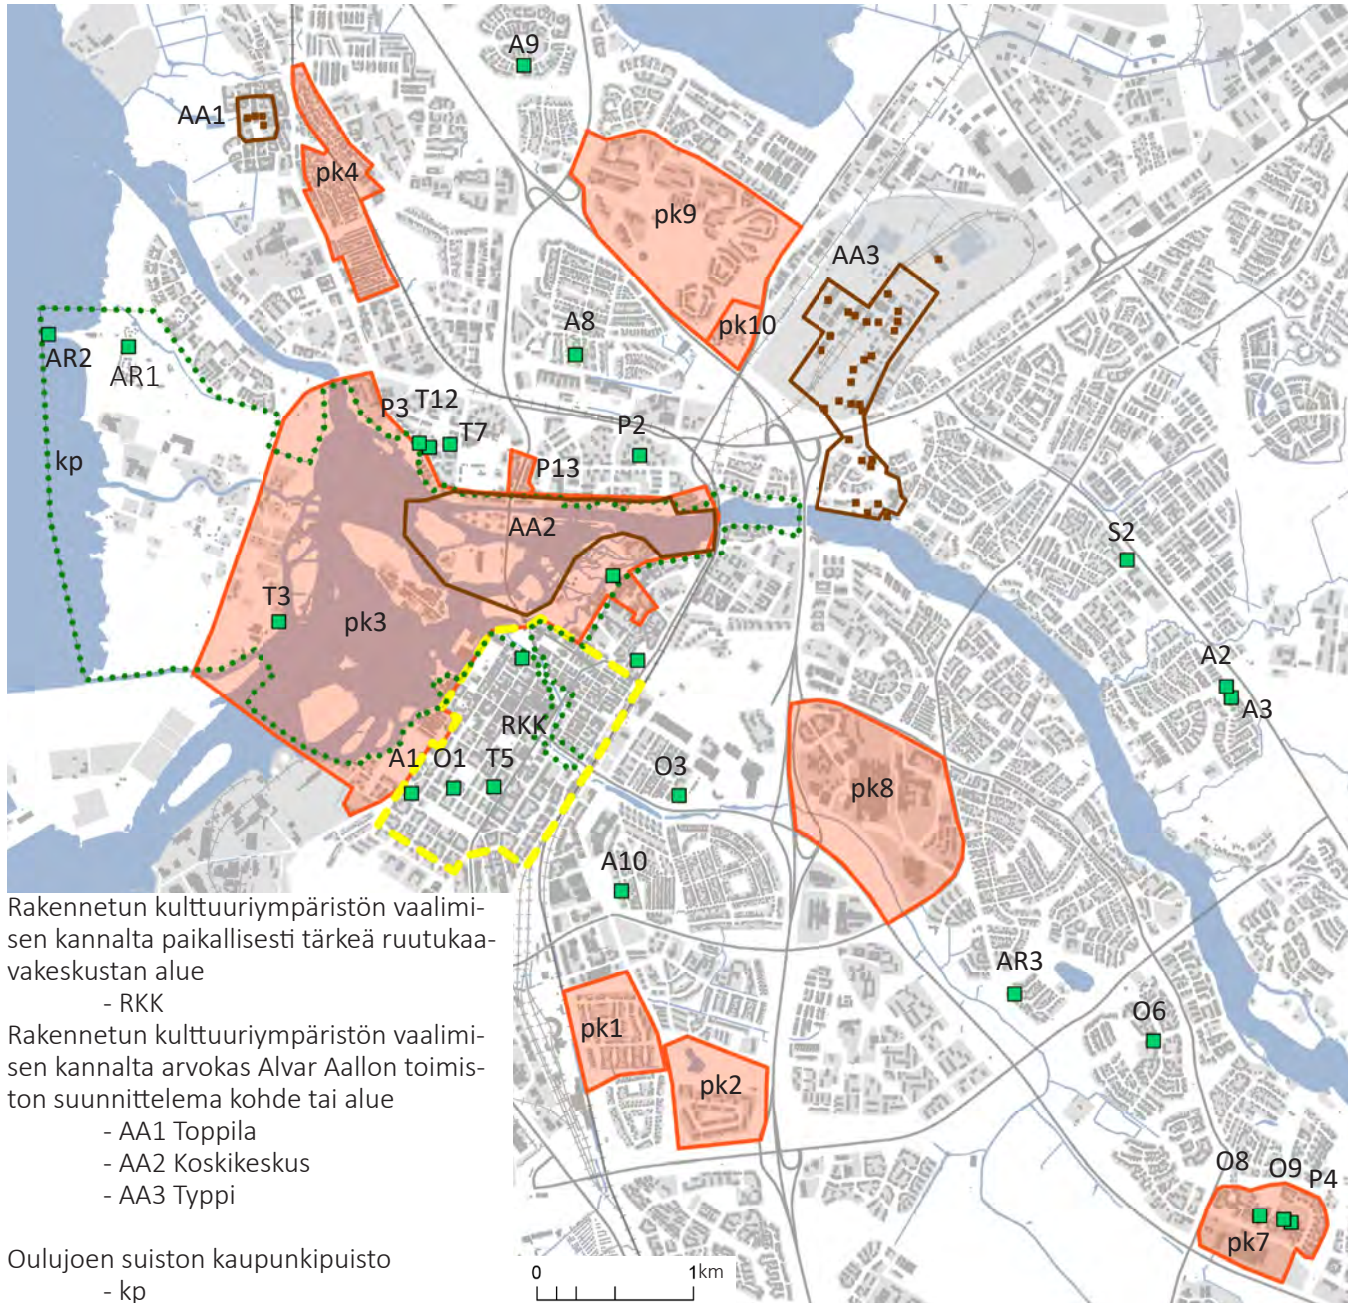 A9
AA1
pk4
pk9
AA3
pk10
A8
AR2
AR1
P3
T12
T7
P2
kp
P13
AA2
S2
T3
pk3
A2
A3
RKK
A1
O1
T5
O3
pk8
A10
AR3
O6
pk1
pk2
O8
O9
P4
pk7
Rakennetun kulttuuriympäristön vaalimi-
sen kannalta paikallisesti tärkeä ruutukaa-
vakeskustan alue
- RKK
Rakennetun kulttuuriympäristön vaalimi-
sen kannalta arvokas Alvar Aallon toimis-
ton suunnittelema kohde tai alue
- AA1 Toppila
- AA2 Koskikeskus
- AA3 Typpi
Oulujoen suiston kaupunkipuisto
- kp
0 1km